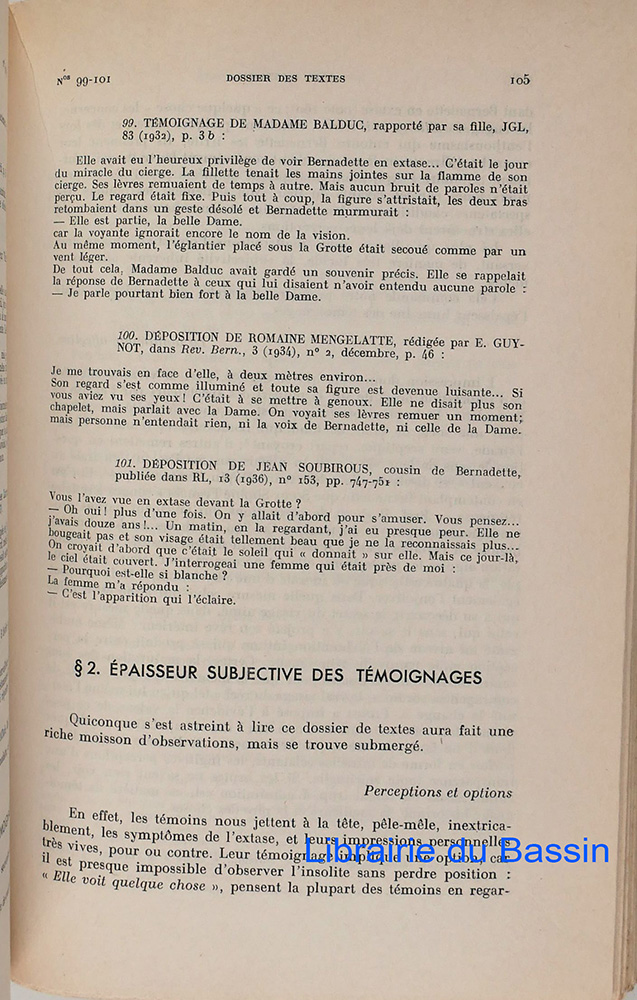 Nos 99-101 DOSSIER DES TEXTES 105
99. TÉMOIGNAGE DE MADAME BALDUC, rapporté par sa fille, JGL,
83 (1932), p. 3 b :
Elle avait eu l'heureux privilège de voir Bernadette en extase... C'était le jour
du miracle du cierge. La fillette tenait les mains jointes sur la flamme de son
cierge. Ses lèvres remuaient de temps à autre. Mais aucun bruit de paroles n'était
perçu. Le regard était fixe. Puis tout à coup, la figure s'attristait, les deux bras
retombaient dans un geste désolé et Bernadette murmurait :
— Elle est partie, la belle Dame.
car la voyante ignorait encore le nom de la vision.
Au même moment, l'églantier placé sous la Grotte était secoué comme par un
vent léger.
De tout cela, Madame Balduc avait gardé un souvenir précis. Elle se rappelait
la réponse de Bernadette à ceux qui lui disaient n'avoir entendu aucune parole :
— Je parle pourtant bien fort à la belle Dame.
100. DÉPOSITION DE ROMAINE MENGELATTE, rédigée par E. GUY-
NOT, dans Rev. Bern., 3 (1934), n° 2, décembre, p. 46 :
Je me trouvais en face d'elle, à deux mètres environ...
Son regard s'est comme illuminé et toute sa figure est devenue luisante... Si
vous aviez vu ses yeux! C'était à se mettre à genoux. Elle ne disait plus son
chapelet, mais parlait avec la Dame. On voyait ses lèvres remuer un moment;
mais personne n'entendait rien, ni la voix de Bernadette, ni celle de la Dame.
101. DÉPOSITION DE JEAN SOUBIROUS, cousin de Bernadette,
publiée dans RL, 13 (1936), n° 153, pp. 747-751 :
Vous l'avez vue en extase devant la Grotte ?
— Oh oui! plus d'une fois. On y allait d'abord pour s'amuser. Vous pensez...
j'avais douze ans!... Un matin, en la regardant, j'ai eu presque peur. Elle ne
bougeait pas et son visage était tellement beau que je ne la reconnaissais plus...
On croyait d'abord que c'était le soleil qui « donnait » sur elle. Mais ce jour-là,
le ciel était couvert. J'interrogeai une femme qui était près de moi :
— Pourquoi est-elle si blanche ?
La femme m'a répondu :
— C'est l'apparition qui l'éclaire.
§ 2. ÉPAISSEUR SUBJECTIVE DES TÉMOIGNAGES
Quiconque s'est astreint à lire ce dossier de textes aura fait une
riche moisson d'observations, mais se trouve submergé.
Perceptions et options
En effet, les témoins nous jettent à la tête, pêle-mêle, inextrica-
blement, les symptômes de l'extase, et leurs impressions personnelles
très vives, pour ou contre. Leur témoignage implique une option, car
il est presque impossible d'observer l'insolite sans perdre position :
« Elle voit quelque chose », pensent la plupart des témoins en regar-
Librairie du Bassin